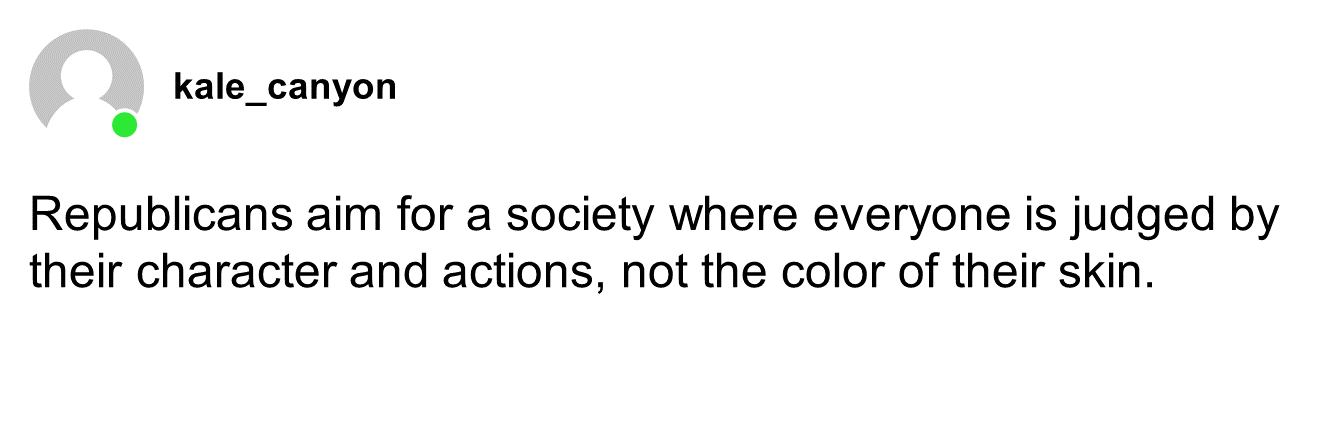 kale_canyon
Republicans aim for a society where everyone is judged by
their character and actions, not the color of their skin.